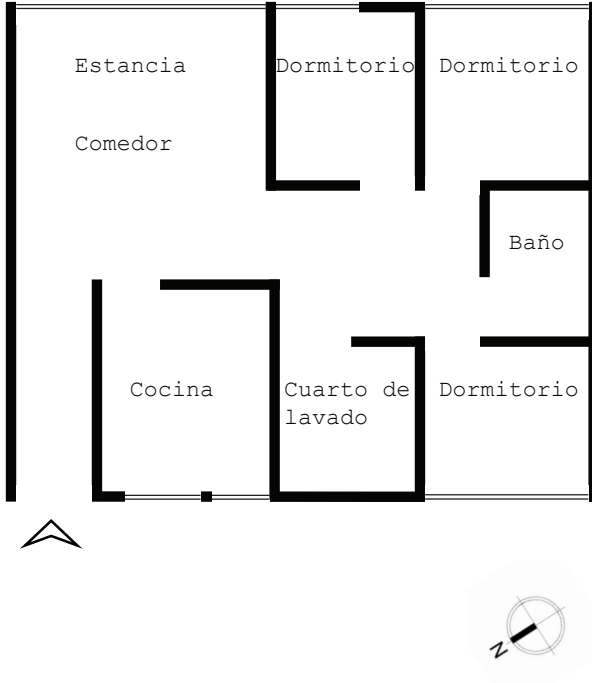 Estancia
Dormitorio
Dormitorio
Comedor
Baño
Cocina
Cuarto de
lavado
Dormitorio
N